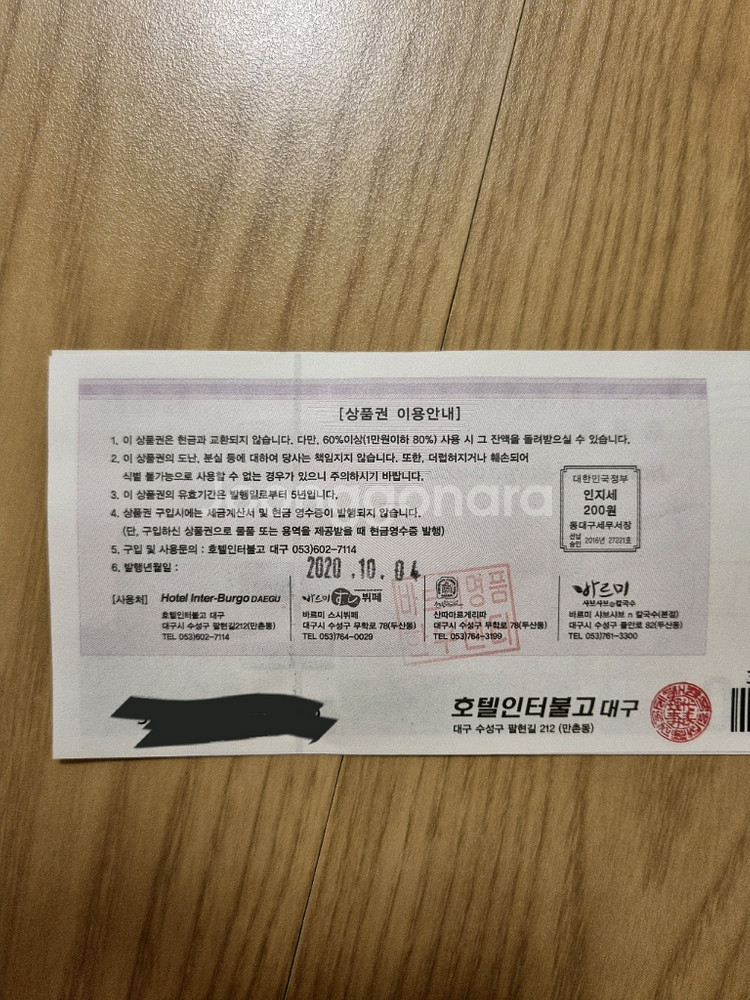 [상품권 이용안내]
1. 이 상품권은 현금과 교환되지 않습니다. 다만, 60%이상(1만원이하 80%) 사용 시 그 잔액을 돌려받으실 수 있습니다.
2. 이 상품권의 도난, 분실 등에 대하여 당사는 책임지지 않습니다. 또한, 더럽혀지거나 훼손되어
식별 불가능으로 사용할 수 없는 경우가 있으니 주의하시기 바랍니다.
3. 이 상품권의 유효기간은 발행일로부터 5년입니다.
4. 상품권 구입시에는 세금계산서 및 현금 영수증이 발행되지 않습니다.
(단, 구입하신 상품권으로 물품 또는 용역을 제공받을 때 현금영수증 발행)
5. 구입 및 사용문의 : 호텔인터불고 대구 053)602-7114
6. 발행년월일 : 2020.10.04
대한민국정부
인지세
200원
동대구세무서장
선납
승인 2016년 27221호
[사용처]
Hotel Inter-Burgo DAEGU
호텔인터불고 대구
대구시 수성구 팔현길212(만촌동)
TEL 053)602-7114
바르미 すし 뷔페
바르미 스시뷔페
대구시 수성구 무학로 78(두산동)
TEL 053)764-0029
산따마르게리따
대구시 수성구 무학로 78(두산동)
TEL 053)764-3199
바르미
샤브샤브n칼국수
바르미 샤브샤브 n 칼국수(본점)
대구시 수성구 들안로 82(두산동)
TEL 053)761-3300
호텔인터불고 대구
대구 수성구 팔현길 212 (만촌동)